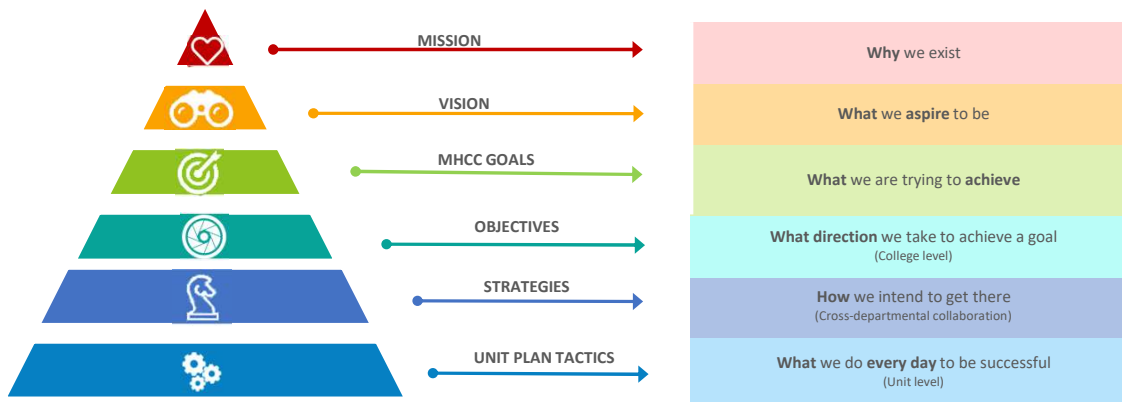 MISSION
Why we exist
VISION
What we aspire to be
MHCC GOALS
What we are trying to achieve
OBJECTIVES
What direction we take to achieve a goal
(College level)
STRATEGIES
How we intend to get there
(Cross-departmental collaboration)
UNIT PLAN TACTICS
What we do every day to be successful
(Unit level)